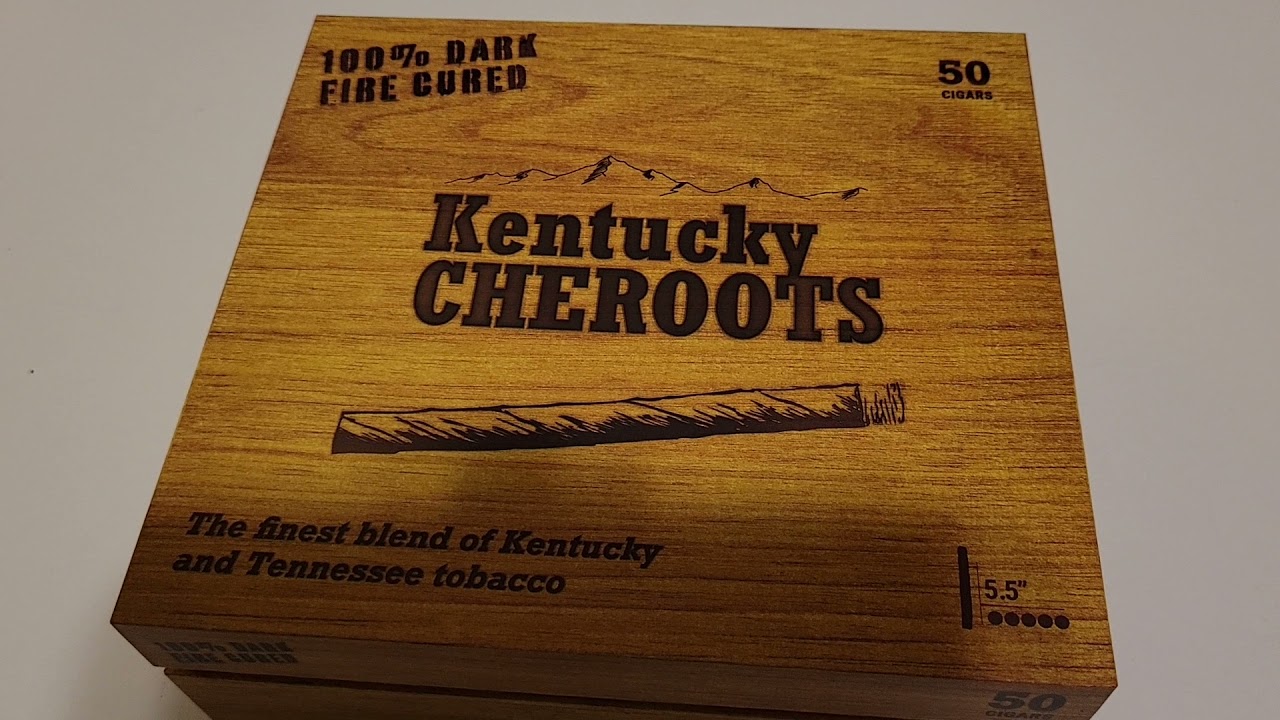 100% DARK
FIRE CURED
50
CIGARS
Kentucky
CHEROOTS
The finest blend of Kentucky
and Tennessee tobacco
5.5"
100% DARK
FIRE CURED
50
CIGARS